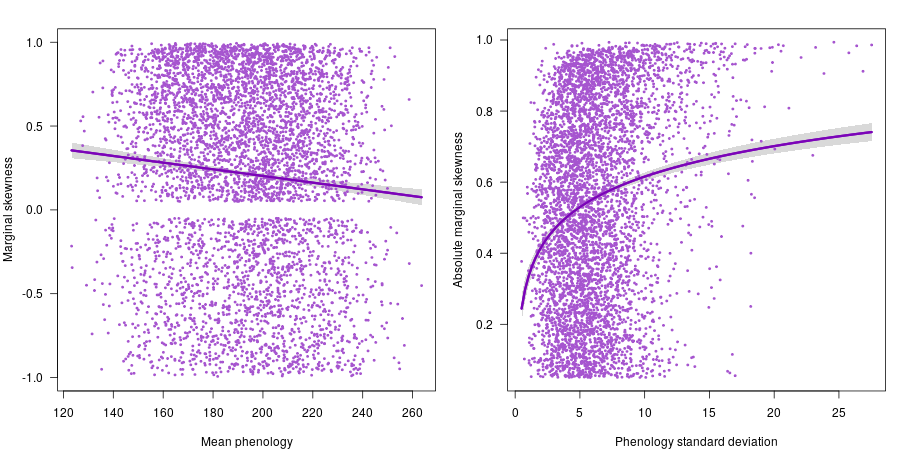 Marginal skewness
1.0
0.5
0.0
-0.5
-1.0
120 140 160 180 200 220 240 260
Mean phenology
Absolute marginal skewness
1.0
0.8
0.6
0.4
0.2
0 5 10 15 20 25
Phenology standard deviation